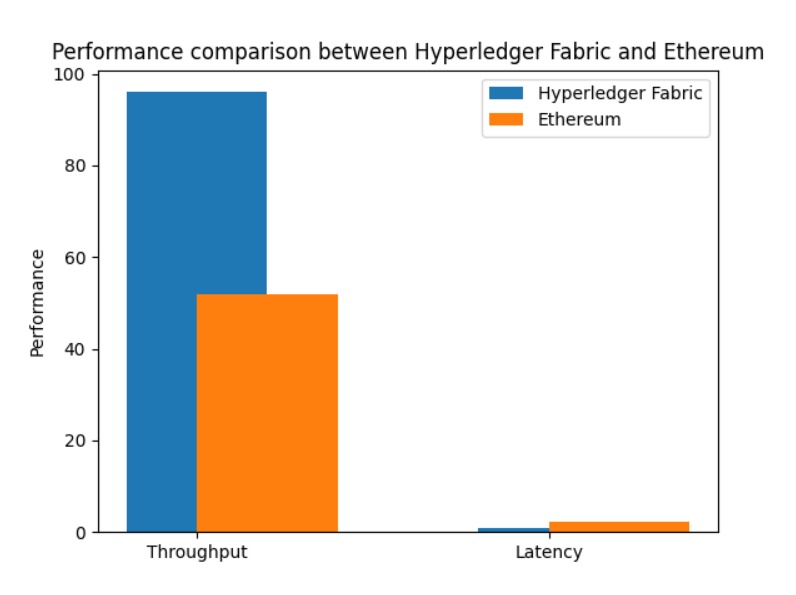 Performance comparison between Hyperledger Fabric and Ethereum
100
80
60
40
20
0
Performance
Hyperledger Fabric
Ethereum
Throughput
Latency